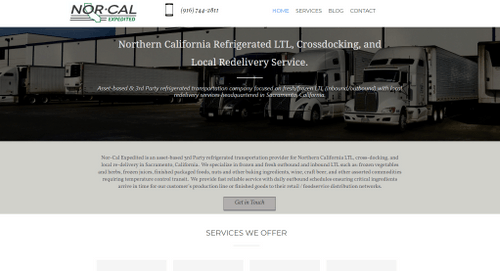 NOR-CAL
EXPEDITED
(916) 744-2811
HOME SERVICES BLOG CONTACT
Northern California Refrigerated LTL, Crossdocking, and
Local Redelivery Service.
Asset-based & 3rd Party refrigerated transportation company focused on fresh/frozen LTL (inbound/outbound) with local
redelivery services headquartered in Sacramento, California.
Nor-Cal Expedited is an asset-based 3rd Party refrigerated transportation provider for Northern California LTL, cross-docking, and
local re-delivery in Sacramento, California. We specialize in frozen and fresh outbound and inbound LTL such as: frozen vegetables
and herbs, frozen juices, finished packaged foods, nuts and other baking ingredients, wine, craft beer, and other assorted commodities
requiring temperature control transit. We provide fast reliable service with daily outbound schedules ensuring critical ingredients
arrive in time for our customer's production line or finished goods to their retail / foodservice distribution networks.
Get in Touch
SERVICES WE OFFER